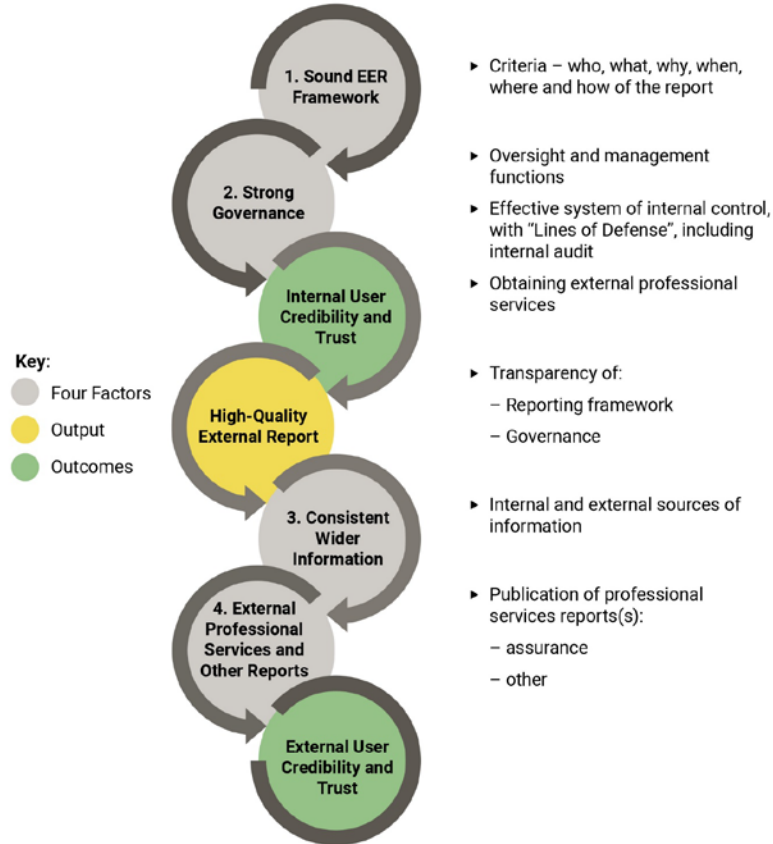 1. Sound EER
Framework
▸ Criteria – who, what, why, when,
where and how of the report
2. Strong
Governance
▸ Oversight and management
functions
▸ Effective system of internal control,
with “Lines of Defense”, including
internal audit
▸ Obtaining external professional
services
Internal User
Credibility and
Trust
Key:
Four Factors
Output
Outcomes
High-Quality
External Report
▸ Transparency of:
– Reporting framework
– Governance
3. Consistent
Wider
Information
▸ Internal and external sources of
information
4. External
Professional
Services and
Other Reports
▸ Publication of professional
services reports(s):
– assurance
– other
External User
Credibility and
Trust